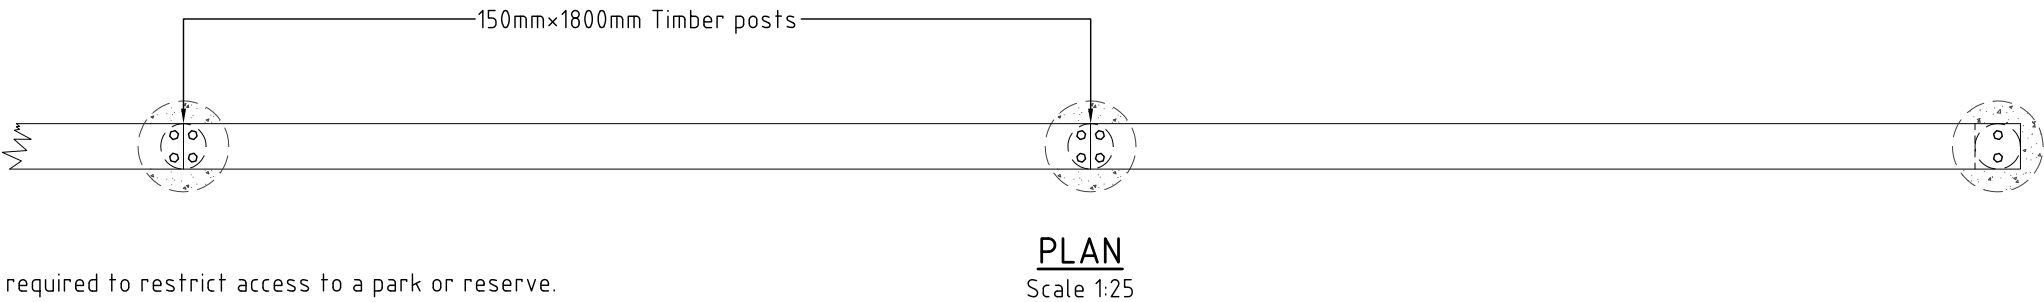 150mm×1800mm Timber posts
PLAN
Scale 1:25
required to restrict access to a park or reserve.